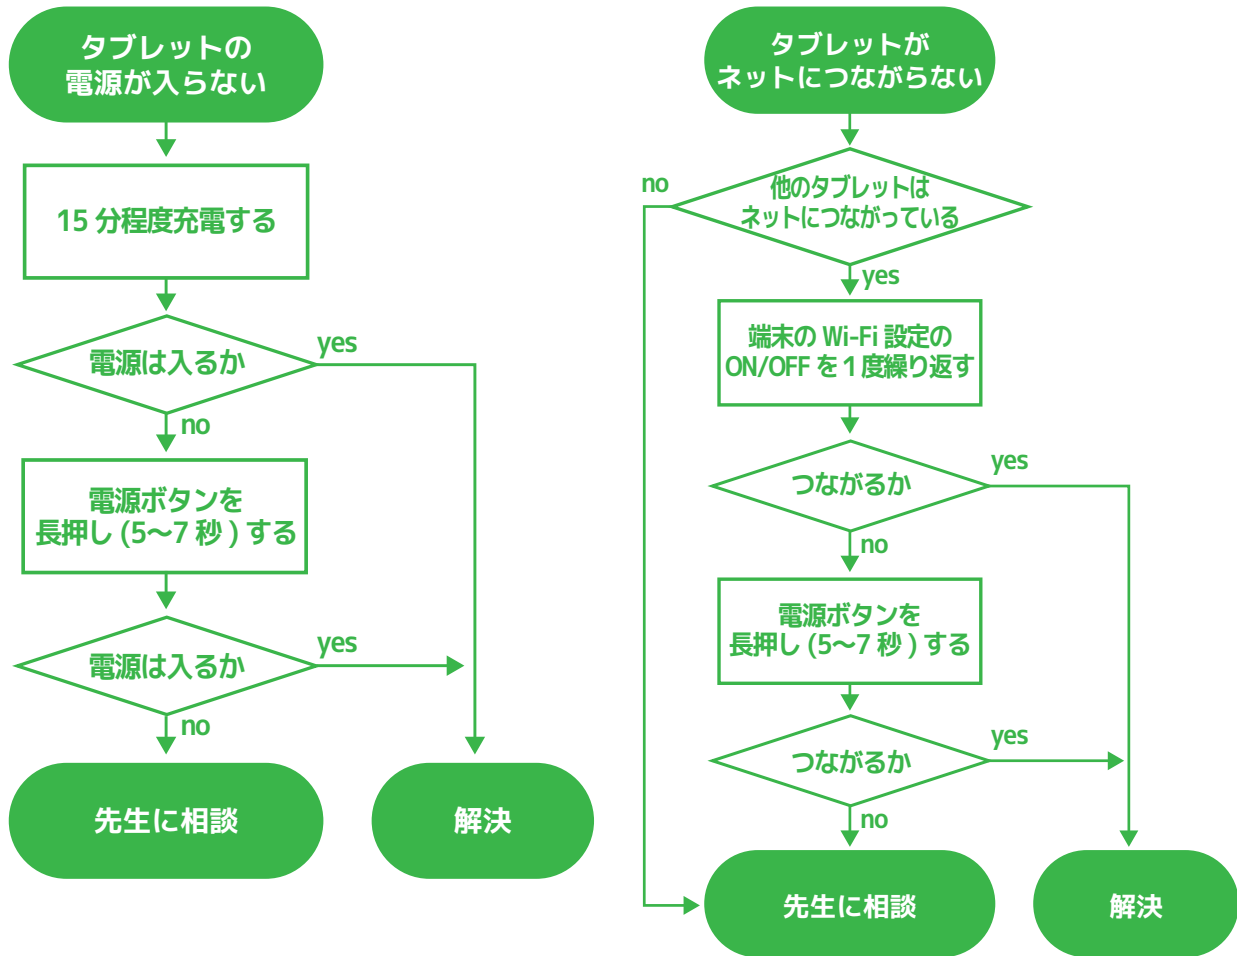 タブレットの
電源が入らない
15 分程度充電する
電源は入るか
yes
no
電源ボタンを
長押し (5〜7 秒 ) する
電源は入るか
yes
no
先生に相談
解決
タブレットが
ネットにつながらない
他のタブレットは
ネットにつながっている
no
yes
端末の Wi-Fi 設定の
ON/OFF を 1 度繰り返す
つながるか
yes
no
電源ボタンを
長押し (5〜7 秒 ) する
つながるか
yes
no
先生に相談
解決